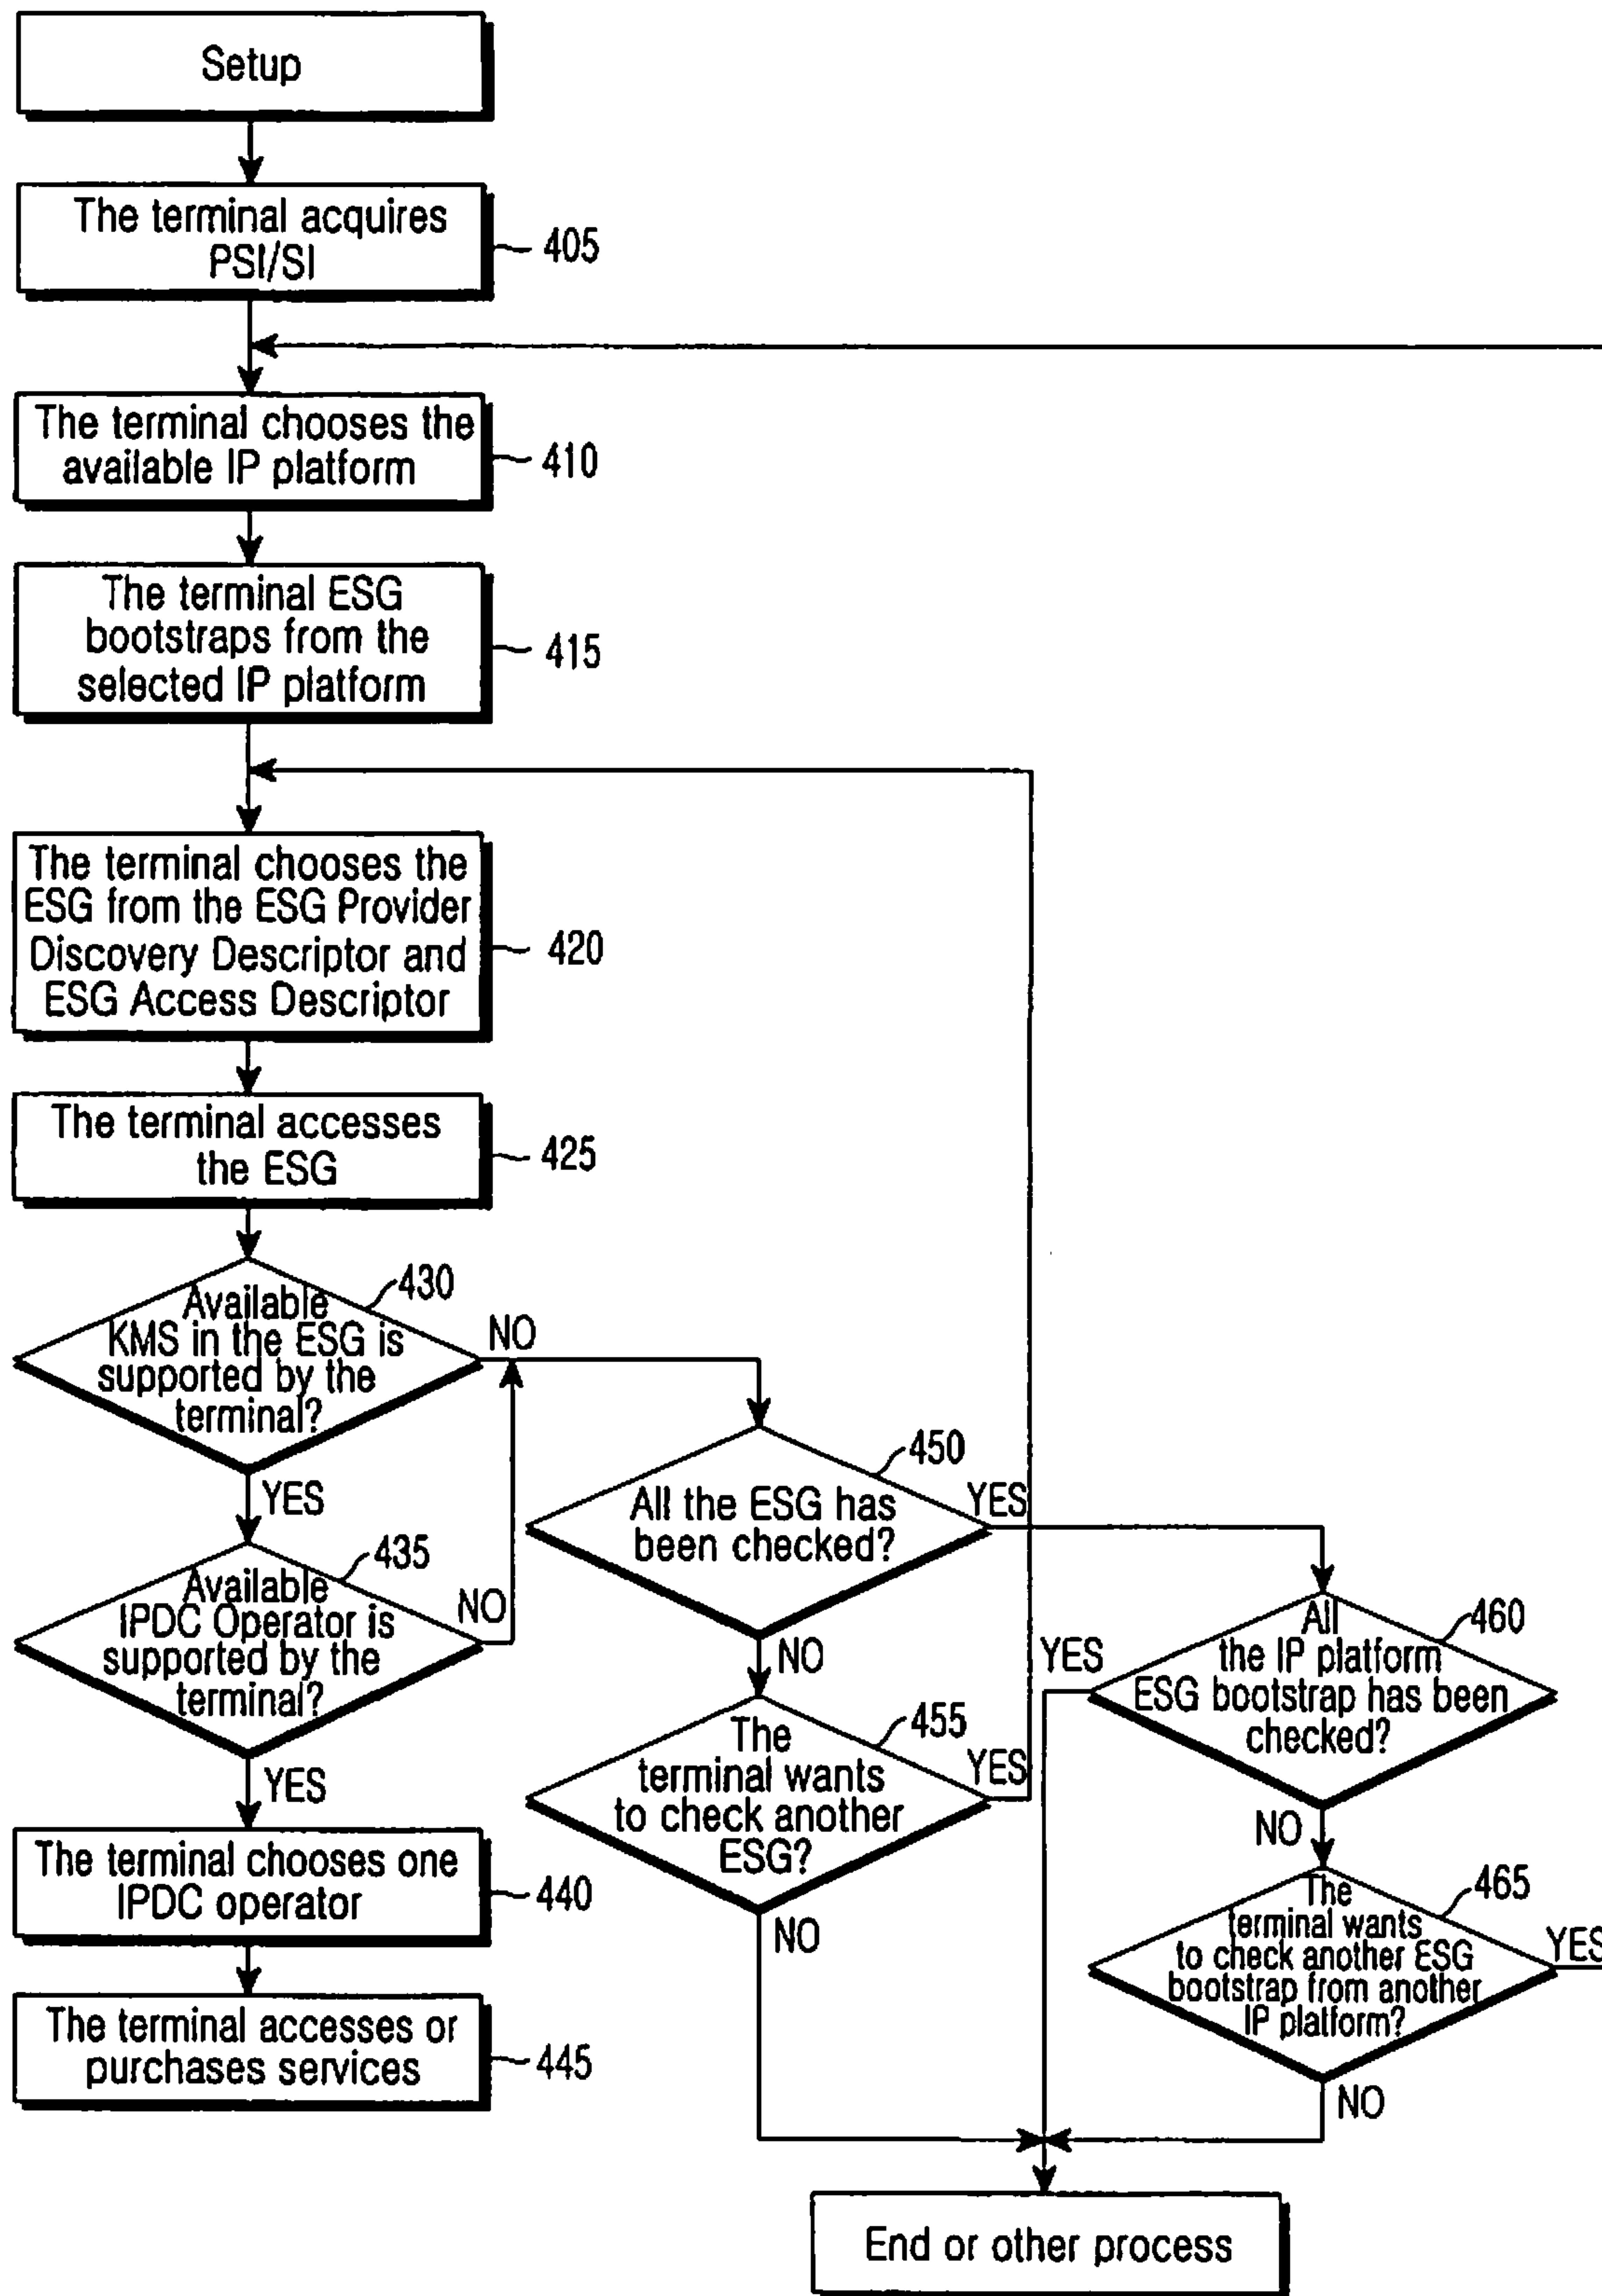 Setup
The terminal acquires
PSI/SI
405
The terminal chooses the
available IP platform
410
The terminal ESG
bootstraps from the
selected IP platform
415
The terminal chooses the
ESG from the ESG Provider
Discovery Descriptor and
ESG Access Descriptor
420
The terminal accesses
the ESG
425
Available
KMS in the ESG is
supported by the
terminal?
430
NO
YES
Available
IPDC Operator is
supported by the
terminal?
435
NO
YES
The terminal chooses one
IPDC operator
440
The terminal accesses or
purchases services
445
All the ESG has
been checked?
450
YES
NO
The
terminal wants
to check another
ESG?
455
YES
NO
All
the IP platform
ESG bootstrap has been
checked?
460
YES
NO
The
terminal wants
to check another ESG
bootstrap from another
IP platform?
465
YES
NO
End or other process